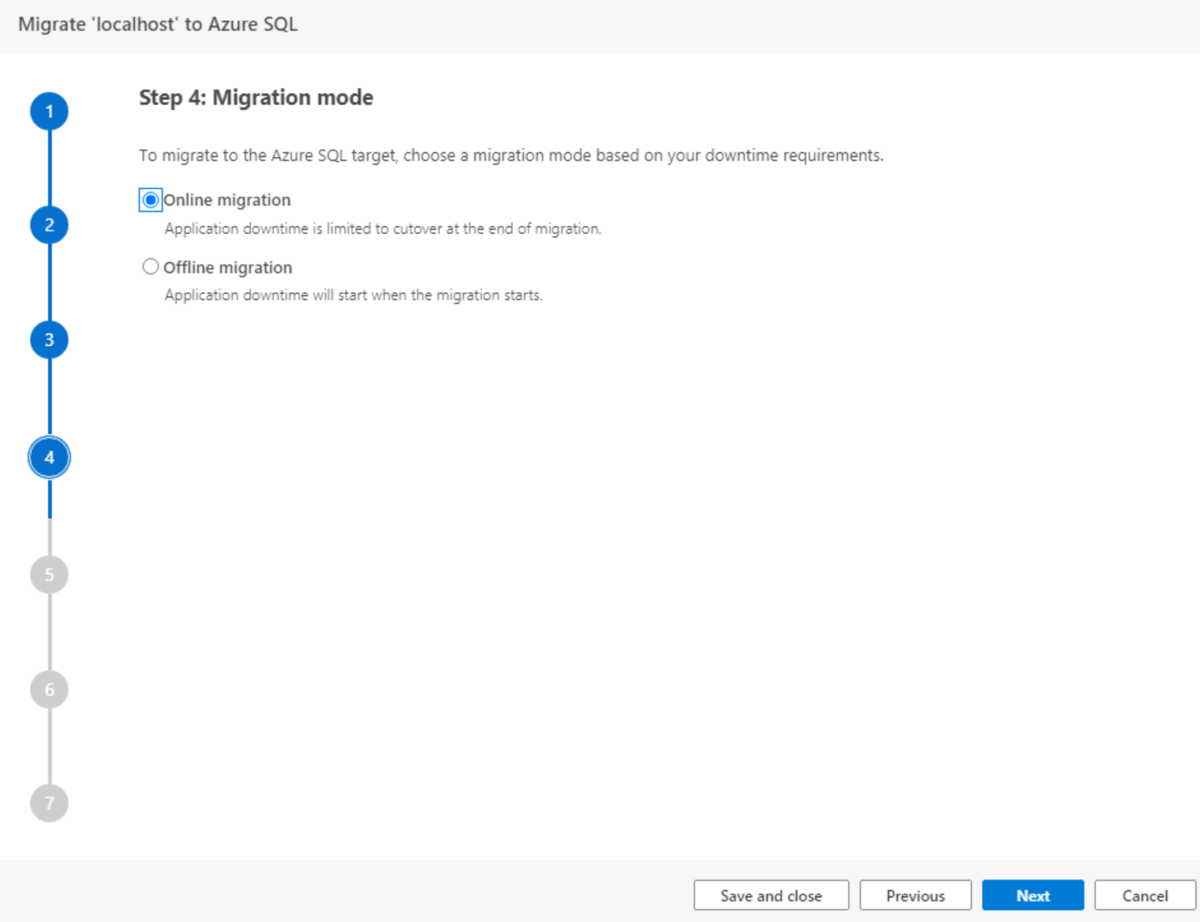 Migrate 'localhost' to Azure SQL
1
Step 4: Migration mode
To migrate to the Azure SQL target, choose a migration mode based on your downtime requirements.
Online migration
2
Application downtime is limited to cutover at the end of migration.
Offline migration
Application downtime will start when the migration starts.
3
4
5
6
7
Save and close
Previous
Next
Cancel